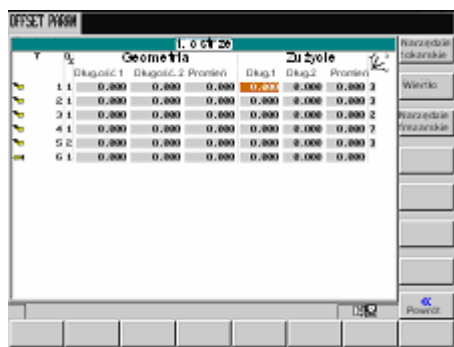 OFFSET PARAM
1. ostrze
Narzędzie
tokarskie
T Geometria Zużycie
Długość 1 Długość. 2 Promień Dług.1 Dług.2 Promień
1 1 0.000 0.000 0.000 0.000 0.000 0.000 3
Wiertło
2 1 0.000 0.000 0.000 0.000 0.000 0.000 3
3 1 0.000 0.000 0.000 0.000 0.000 0.000 2
Narzędzie
frezarskie
4 1 0.000 0.000 0.000 0.000 0.000 0.000 7
5 2 0.000 0.000 0.000 0.000 0.000 0.000 3
6 1 0.000 0.000 0.000 0.000 0.000 0.000
«
Powrót